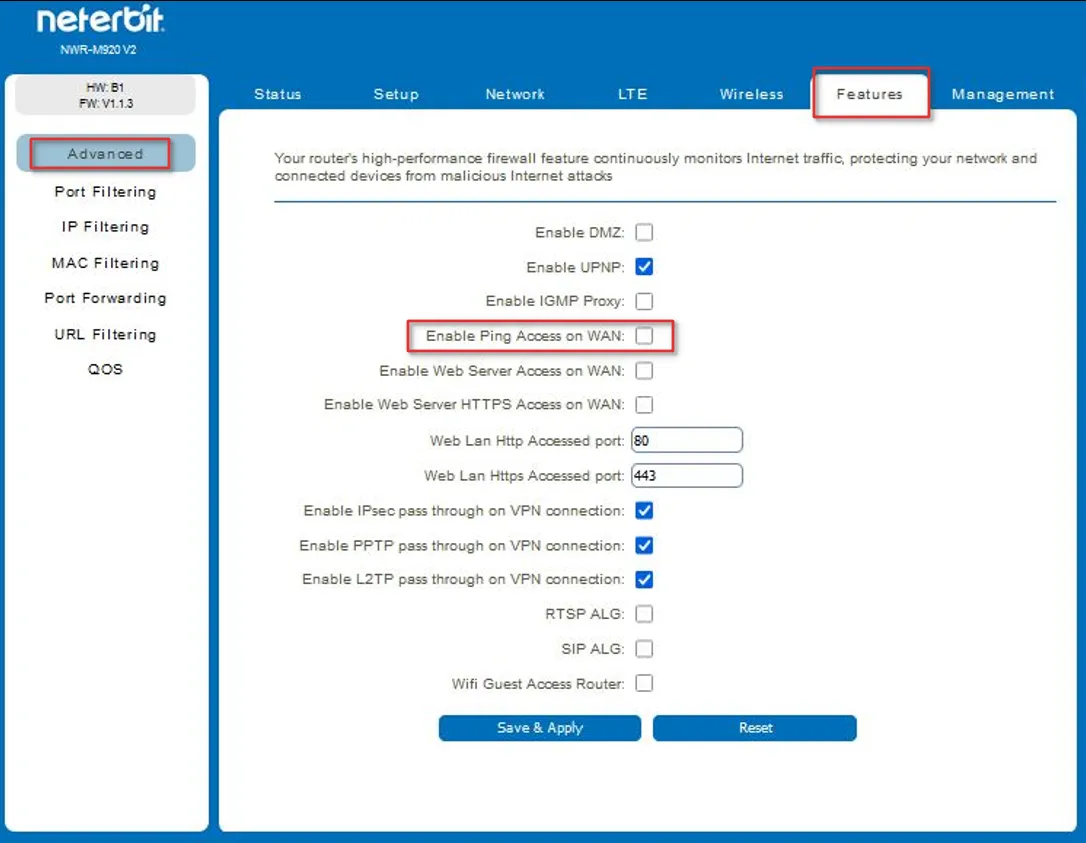 neterbit.
NWR-M920 V2
HW: B1
FW: V1.1.3
Status Setup Network LTE Wireless Features Management
Advanced
Port Filtering
IP Filtering
MAC Filtering
Port Forwarding
URL Filtering
QOS
Your router's high-performance firewall feature continuously monitors Internet traffic, protecting your network and
connected devices from malicious Internet attacks
Enable DMZ:
Enable UPNP:
Enable IGMP Proxy:
Enable Ping Access on WAN:
Enable Web Server Access on WAN:
Enable Web Server HTTPS Access on WAN:
Web Lan Http Accessed port: 80
Web Lan Https Accessed port: 443
Enable IPsec pass through on VPN connection:
Enable PPTP pass through on VPN connection:
Enable L2TP pass through on VPN connection:
RTSP ALG:
SIP ALG:
Wifi Guest Access Router:
Save & Apply Reset